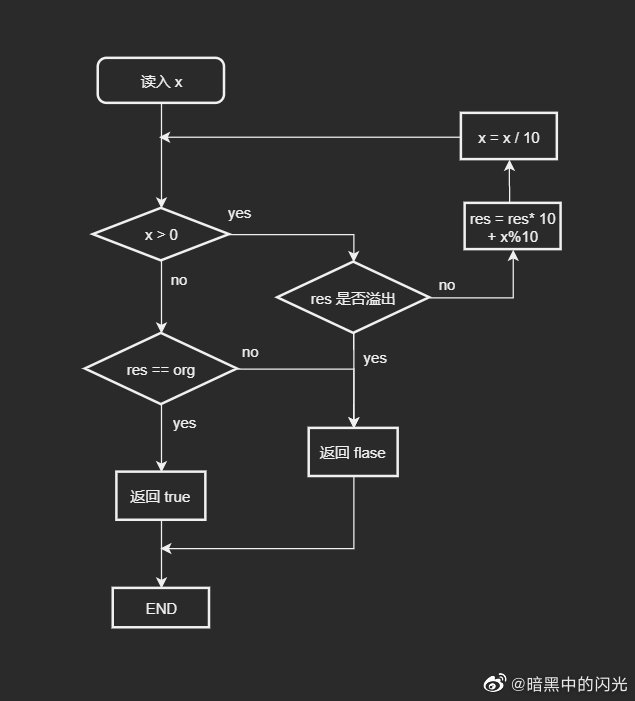 读入 x
x = x / 10
yes
x > 0
res = res* 10
+ x%10
no
res 是否溢出
no
no
yes
res == org
yes
返回 flase
返回 true
END
@暗黑中的闪光